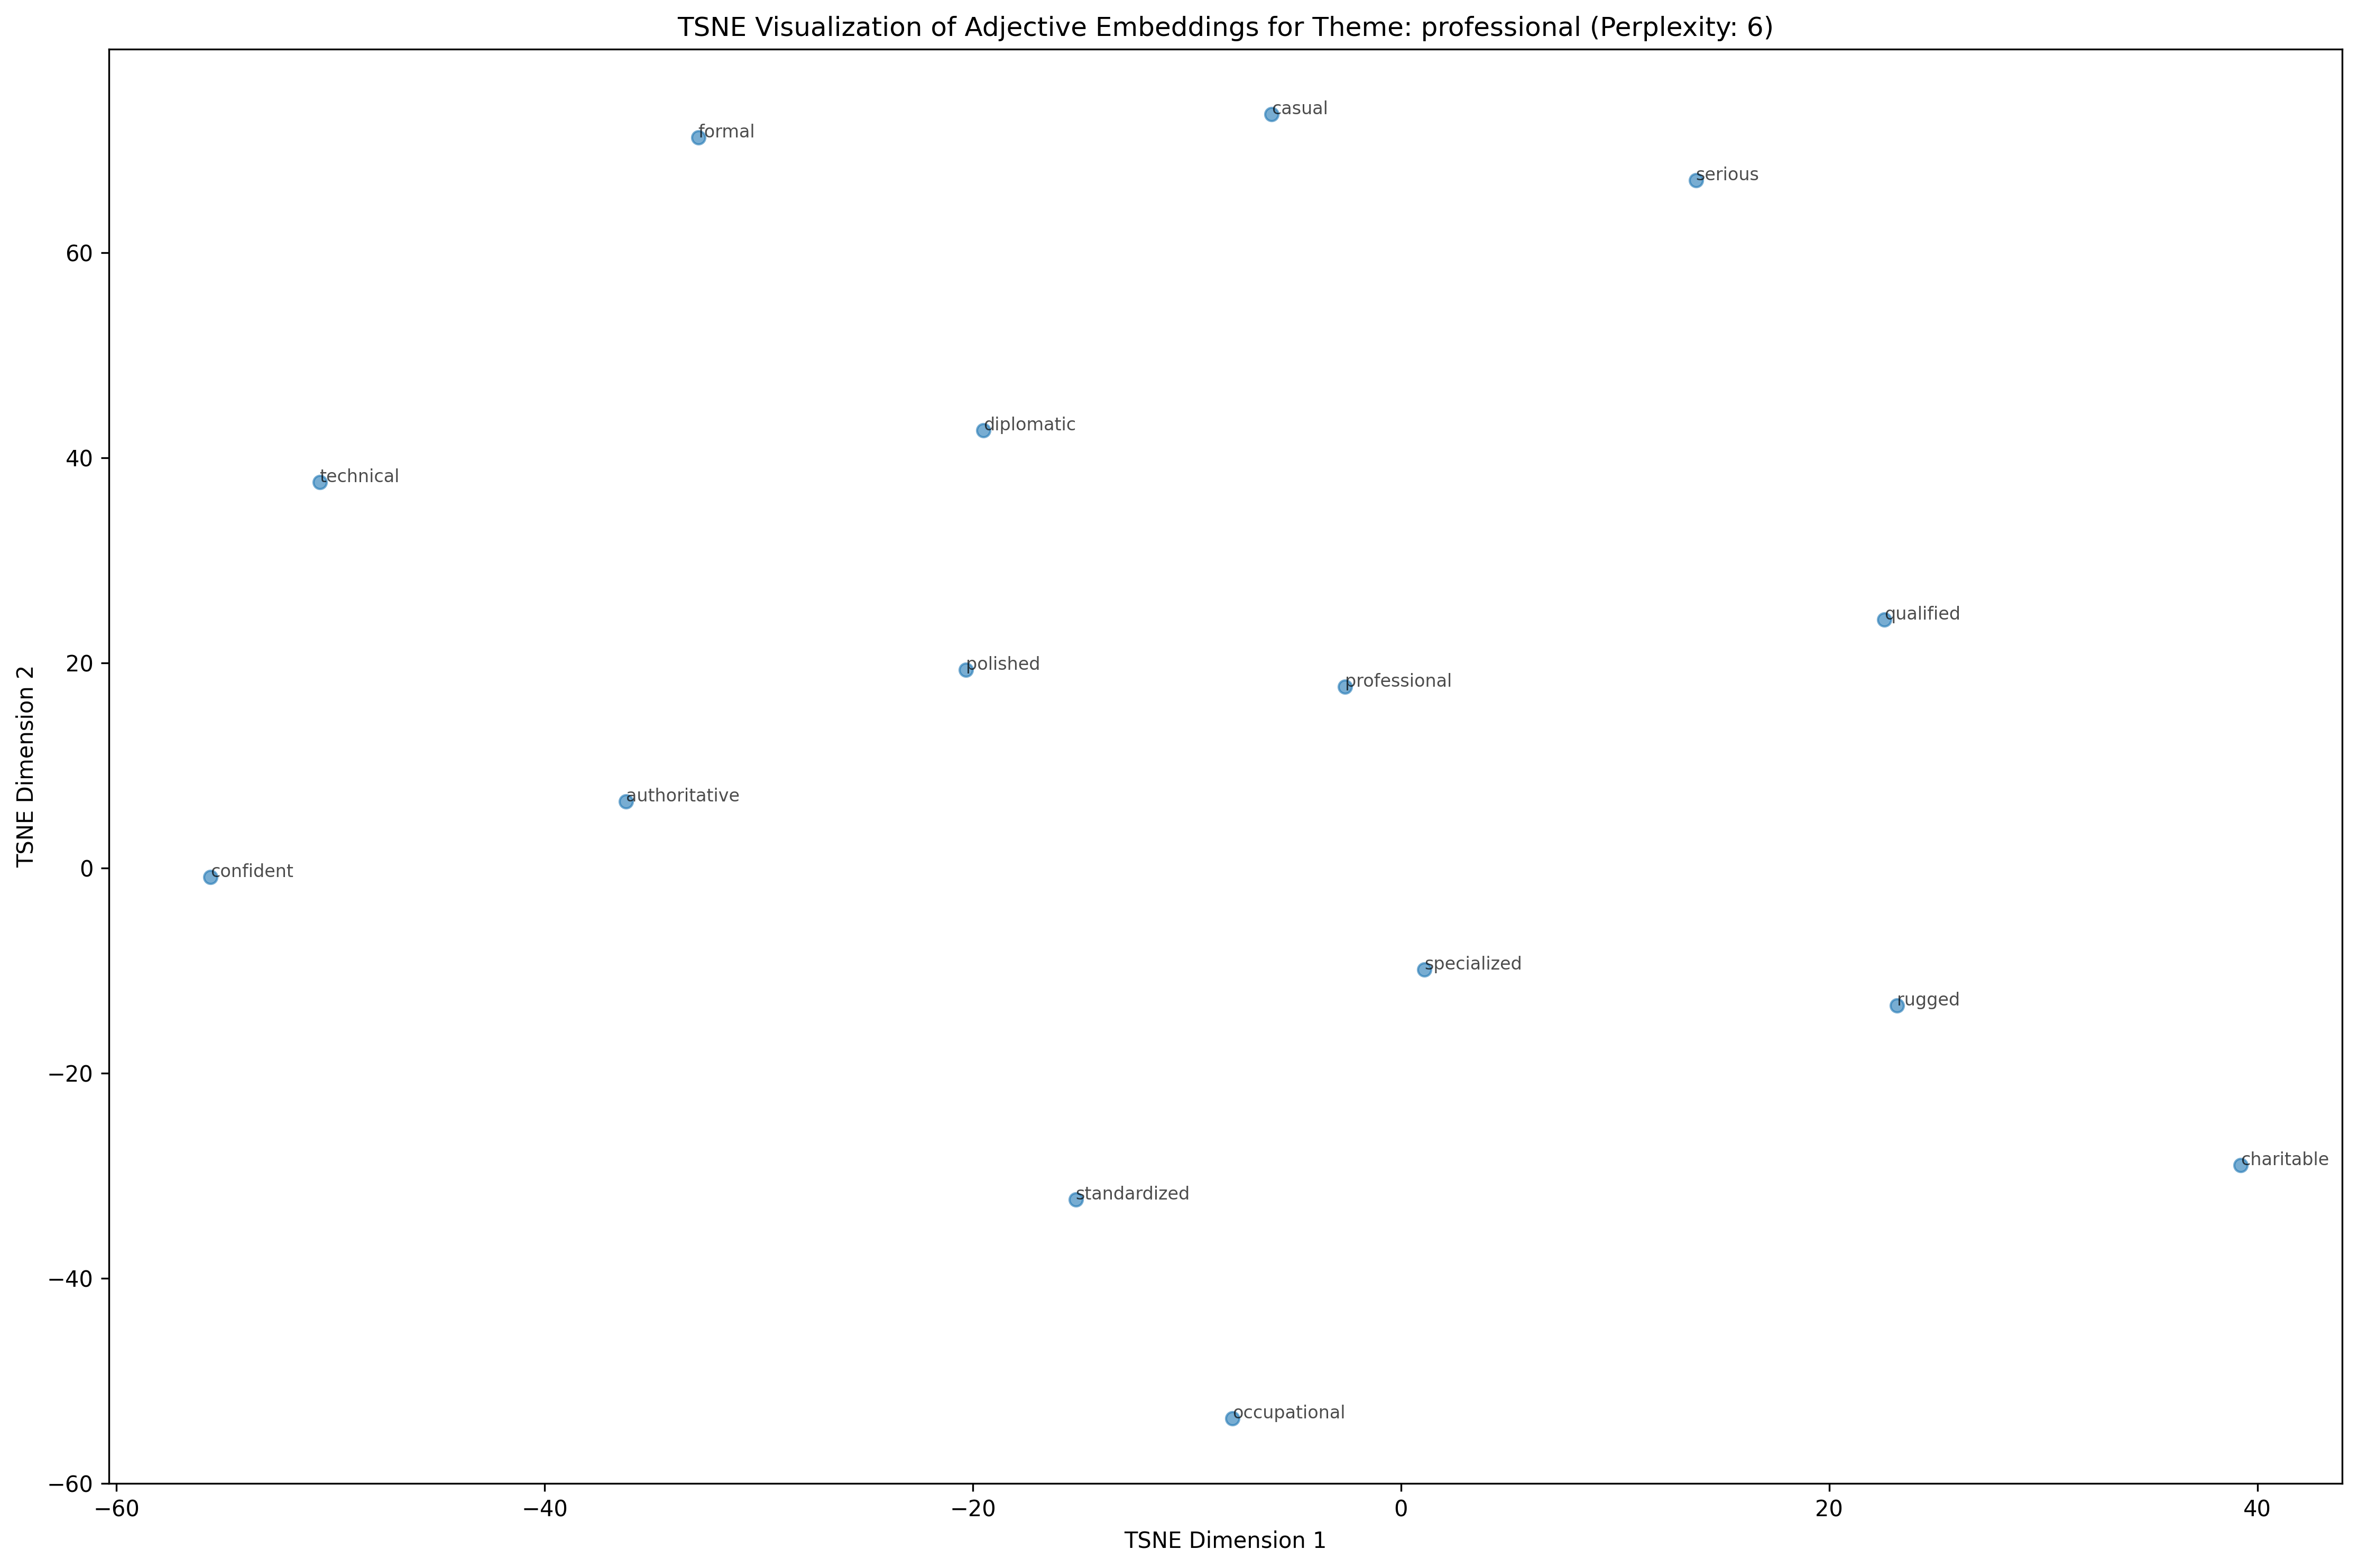 TSNE Visualization of Adjective Embeddings for Theme: professional (Perplexity: 6)
casual
formal
serious
60
diplomatic
40
technical
qualified
20
polished
professional
authoritative
0
confident
specialized
rugged
−20
charitable
standardized
−40
occupational
−60
−60
−40
−20
0
20
40
TSNE Dimension 1
TSNE Dimension 2